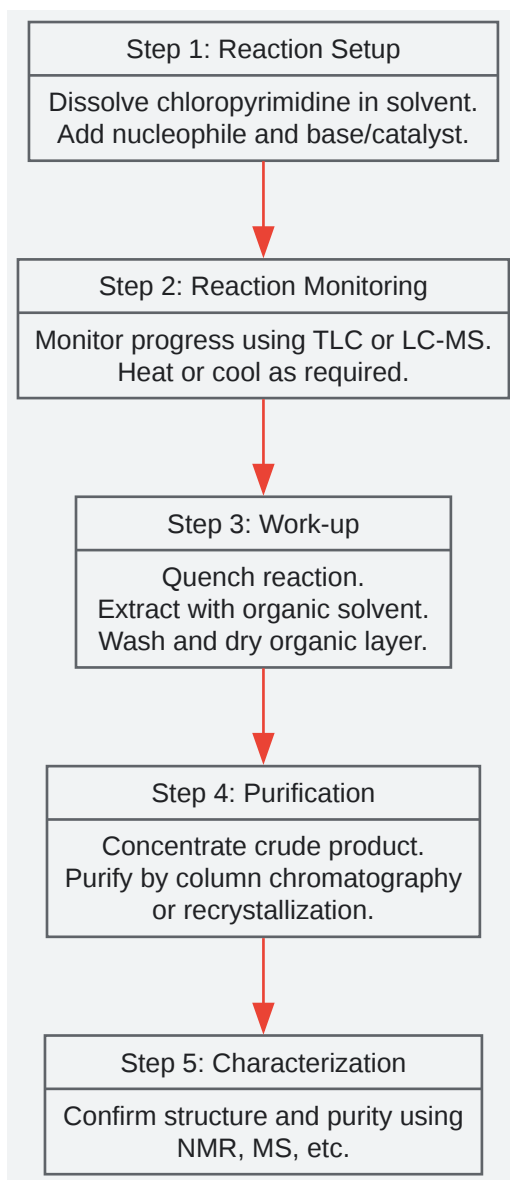 Step 1: Reaction Setup
Dissolve chloropyrimidine in solvent.
Add nucleophile and base/catalyst.
Step 2: Reaction Monitoring
Monitor progress using TLC or LC-MS.
Heat or cool as required.
Step 3: Work-up
Quench reaction.
Extract with organic solvent.
Wash and dry organic layer.
Step 4: Purification
Concentrate crude product.
Purify by column chromatography
or recrystallization.
Step 5: Characterization
Confirm structure and purity using
NMR, MS, etc.